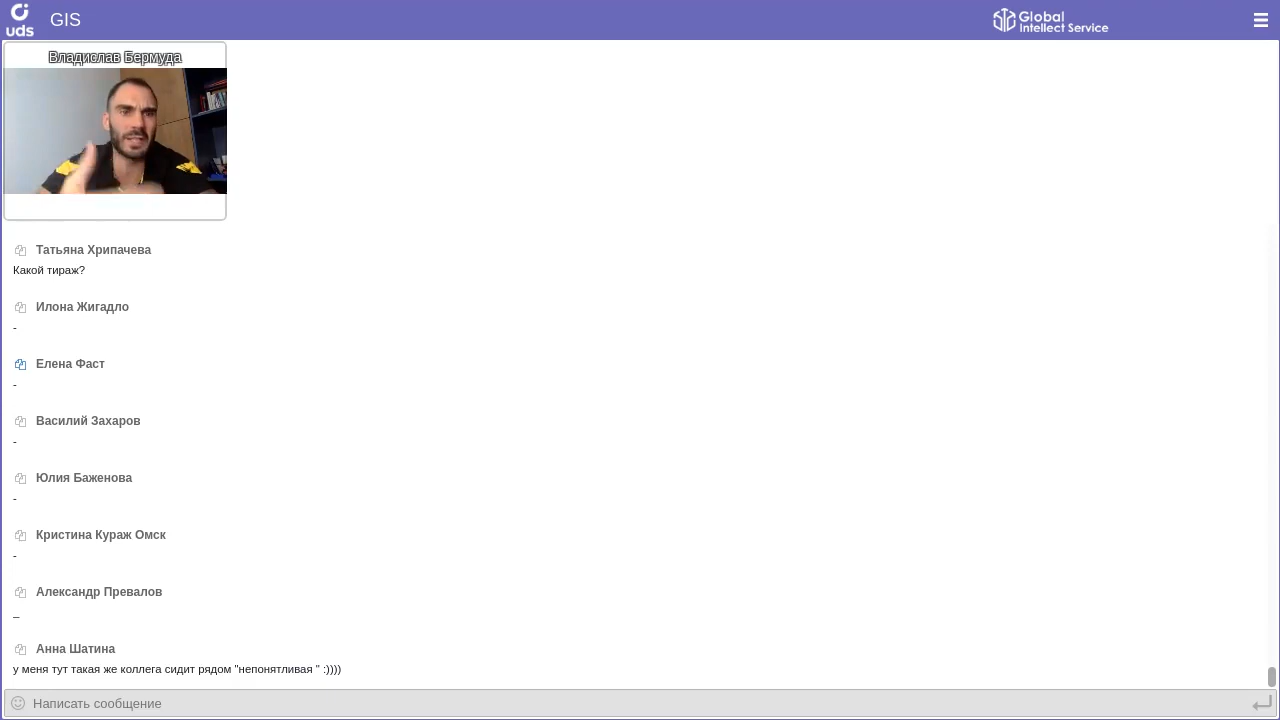 uds
GIS
Global
Intellect Service
Владислав Бермуда
Татьяна Хрипачева
Какой тираж?
Илона Жигадло
-
Елена Фаст
-
Василий Захаров
-
Юлия Баженова
-
Кристина Кураж Омск
-
Александр Превалов
_
Анна Шатина
у меня тут такая же коллега сидит рядом "непонятливая " :))))
Написать сообщение